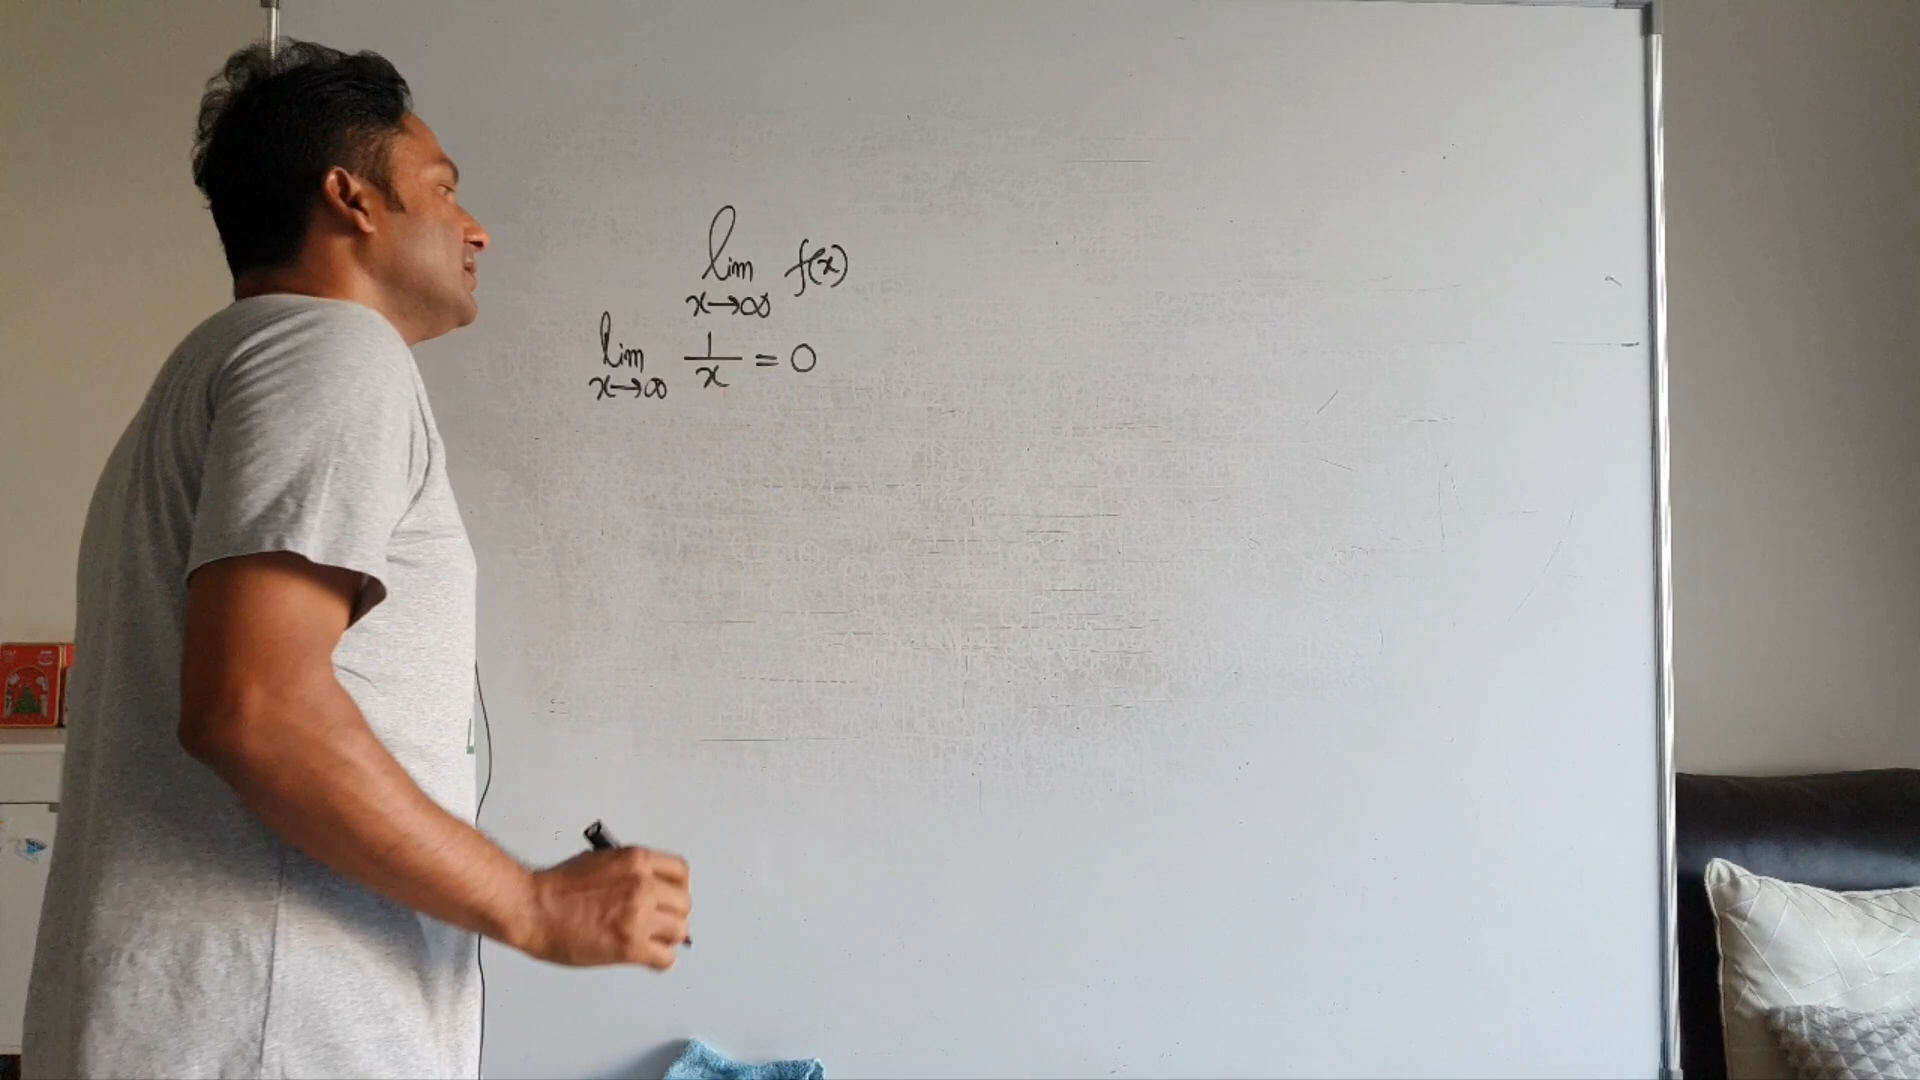 lim x→∞ f(x)
lim x→∞ 1/x = 0